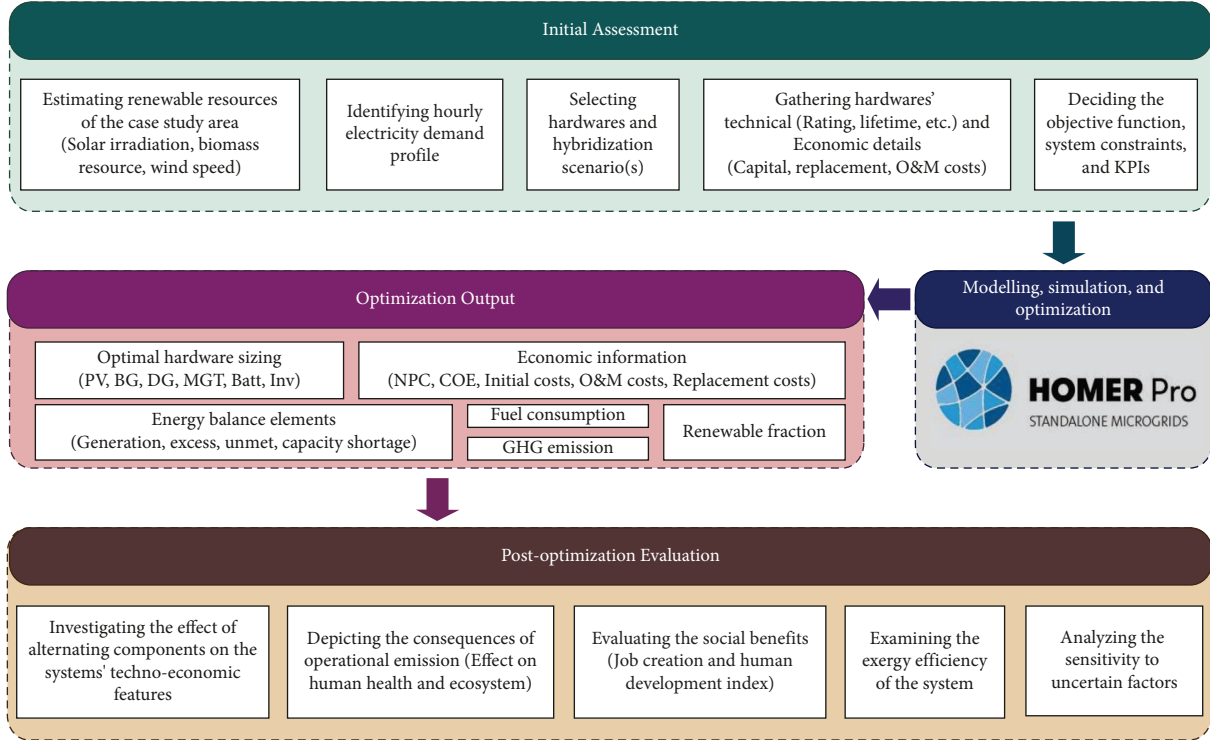 Initial Assessment
Estimating renewable resources
of the case study area
(Solar irradiation, biomass
resource, wind speed)
Identifying hourly
electricity demand
profile
Selecting
hardwares and
hybridization
scenario(s)
Gathering hardwares'
technical (Rating, lifetime, etc.) and
Economic details
(Capital, replacement, O&M costs)
Deciding the
objective function,
system constraints,
and KPIs
Optimization Output
Optimal hardware sizing
(PV, BG, DG, MGT, Batt, Inv)
Economic information
(NPC, COE, Initial costs, O&M costs, Replacement costs)
Energy balance elements
(Generation, excess, unmet, capacity shortage)
Fuel consumption
GHG emission
Renewable fraction
Modelling, simulation, and
optimization
HOMER Pro
STANDALONE MICROGRIDS
Post-optimization Evaluation
Investigating the effect of
alternating components on the
systems' techno-economic
features
Depicting the consequences of
operational emission (Effect on
human health and ecosystem)
Evaluating the social benefits
(Job creation and human
development index)
Examining the
exergy efficiency
of the system
Analyzing the
sensitivity to
uncertain factors